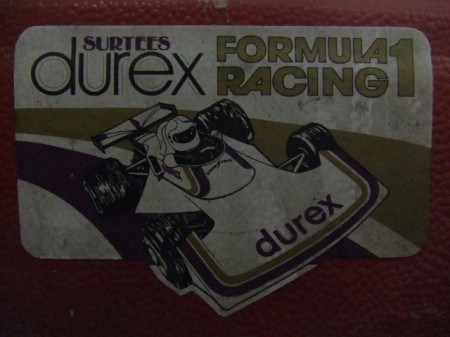 SURTEES
durex
FORMULA 1
RACING
durex